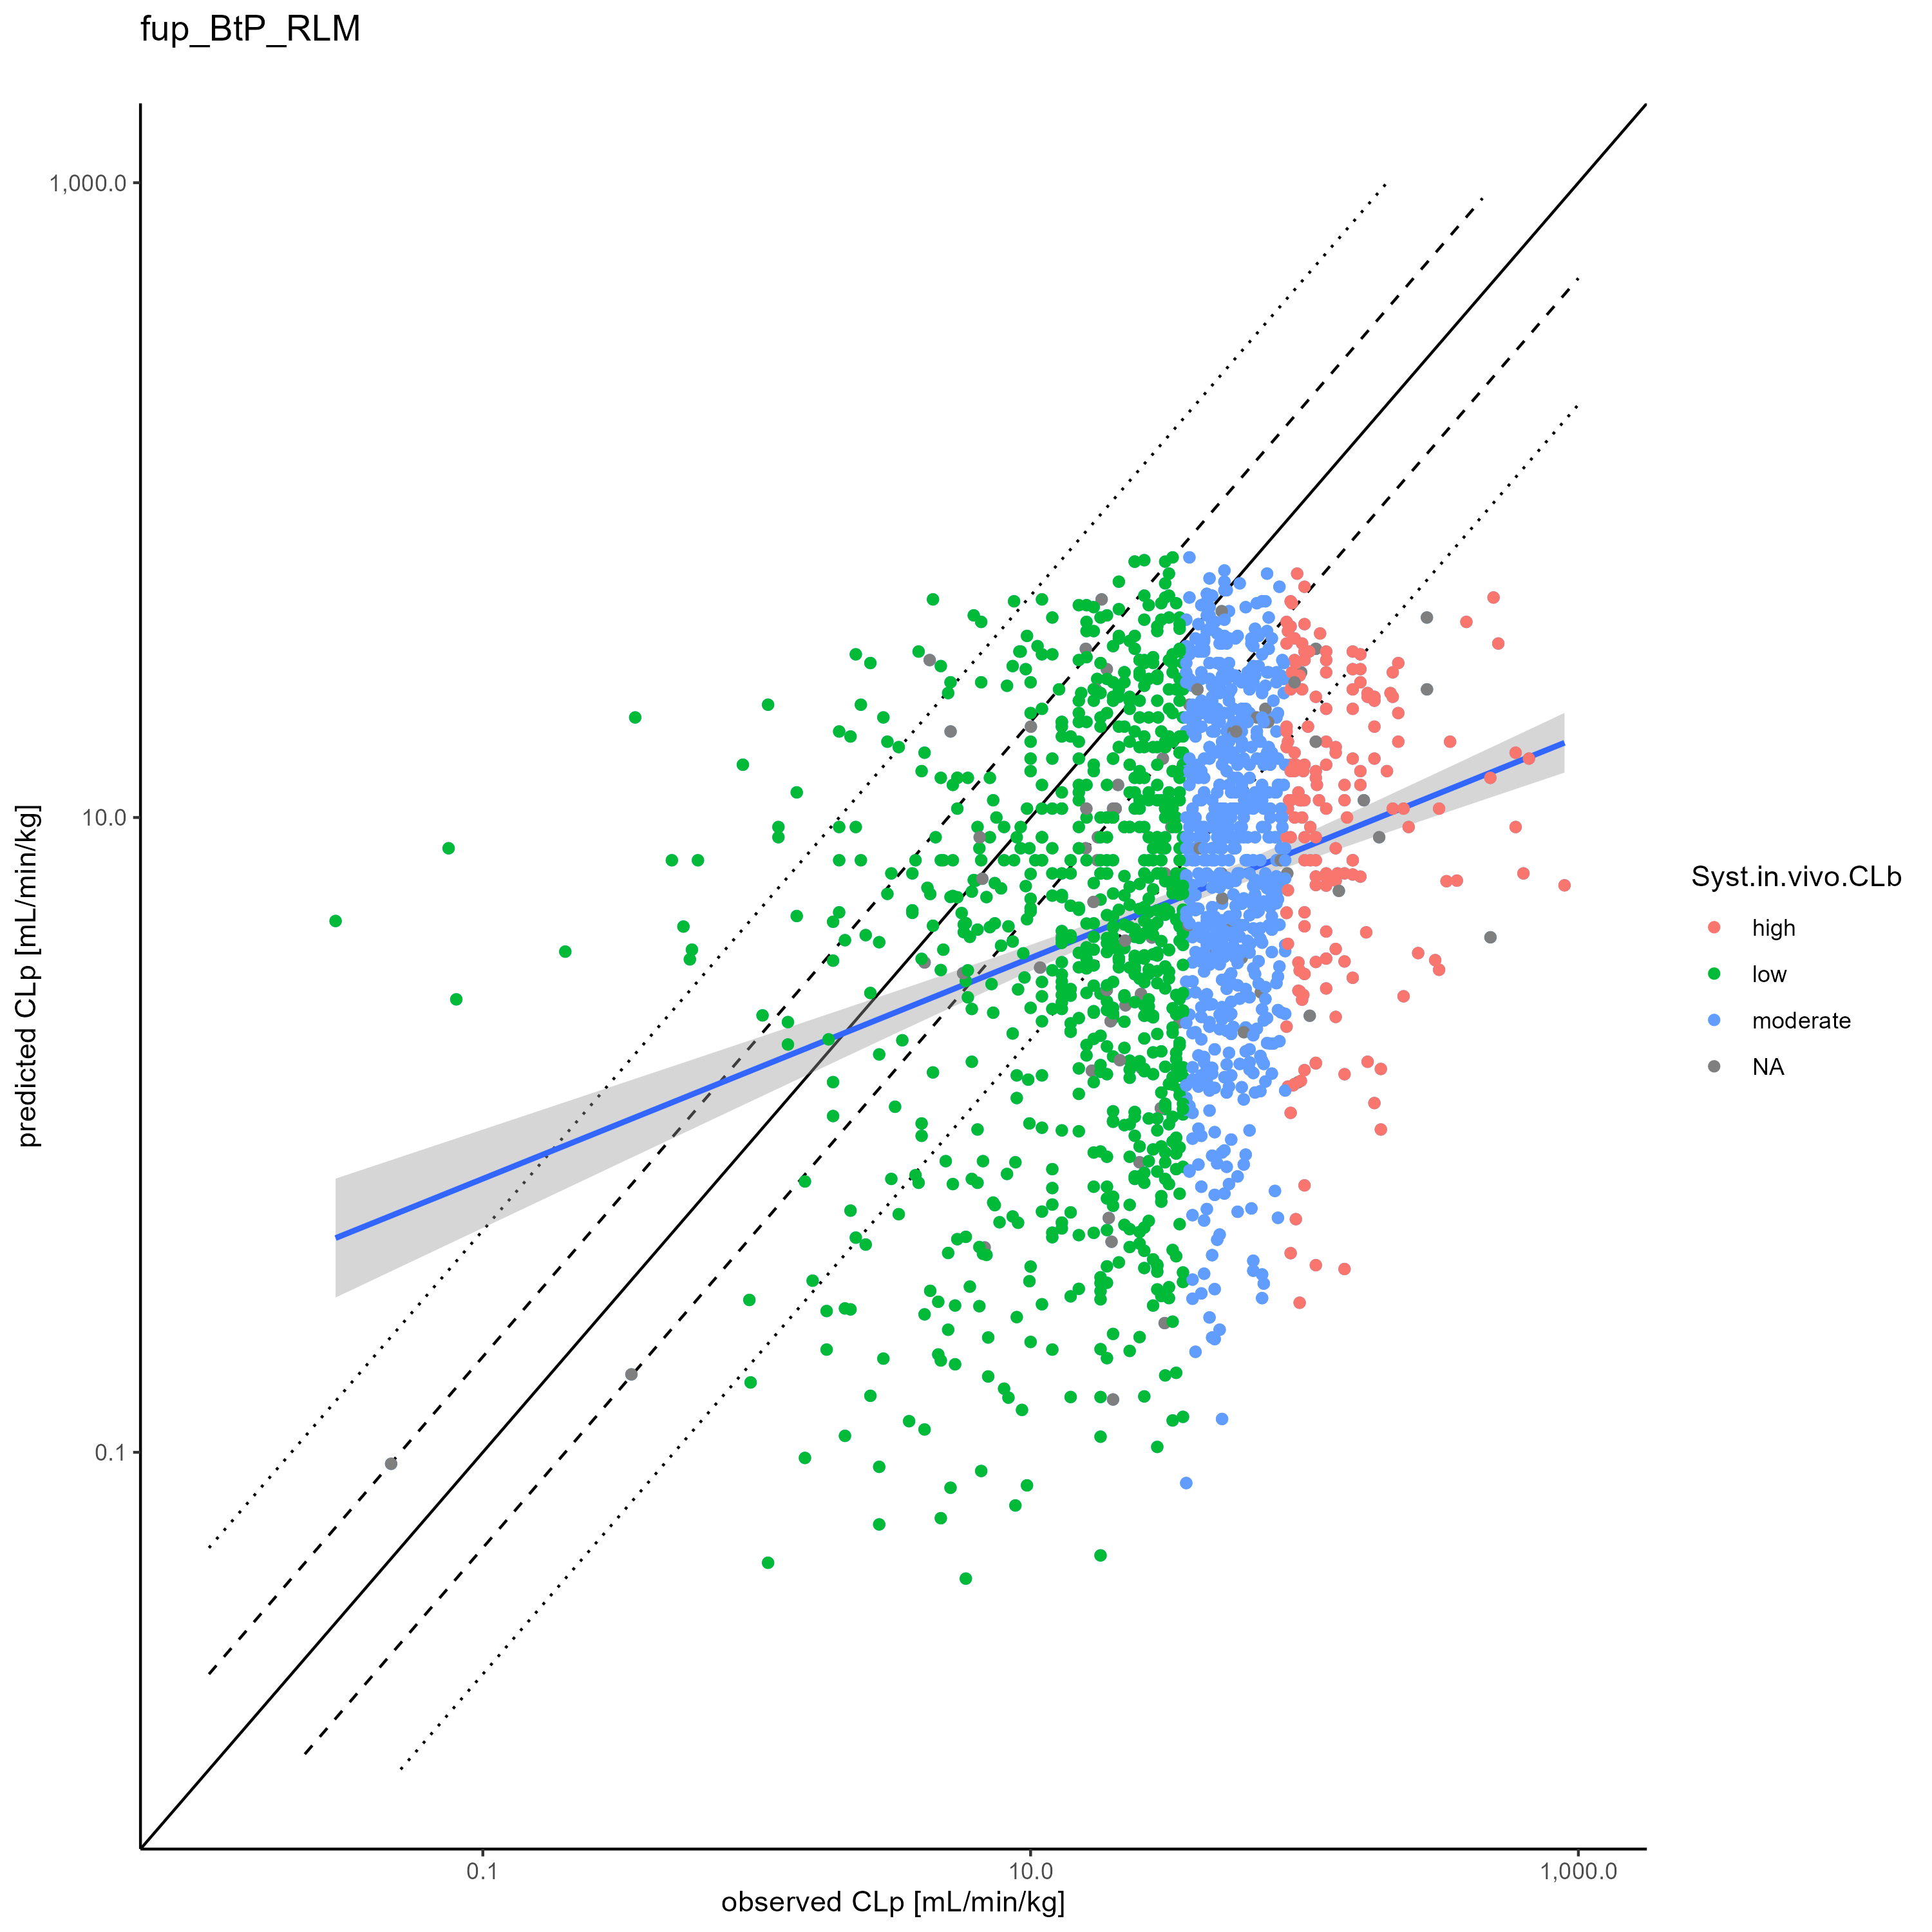 fup_BtP_RLM
1,000.0
10.0
0.1
predicted CLp [mL/min/kg]
0.1
10.0
1,000.0
observed CLp [mL/min/kg]
Syst.in.vivo.CLb
high
low
moderate
NA